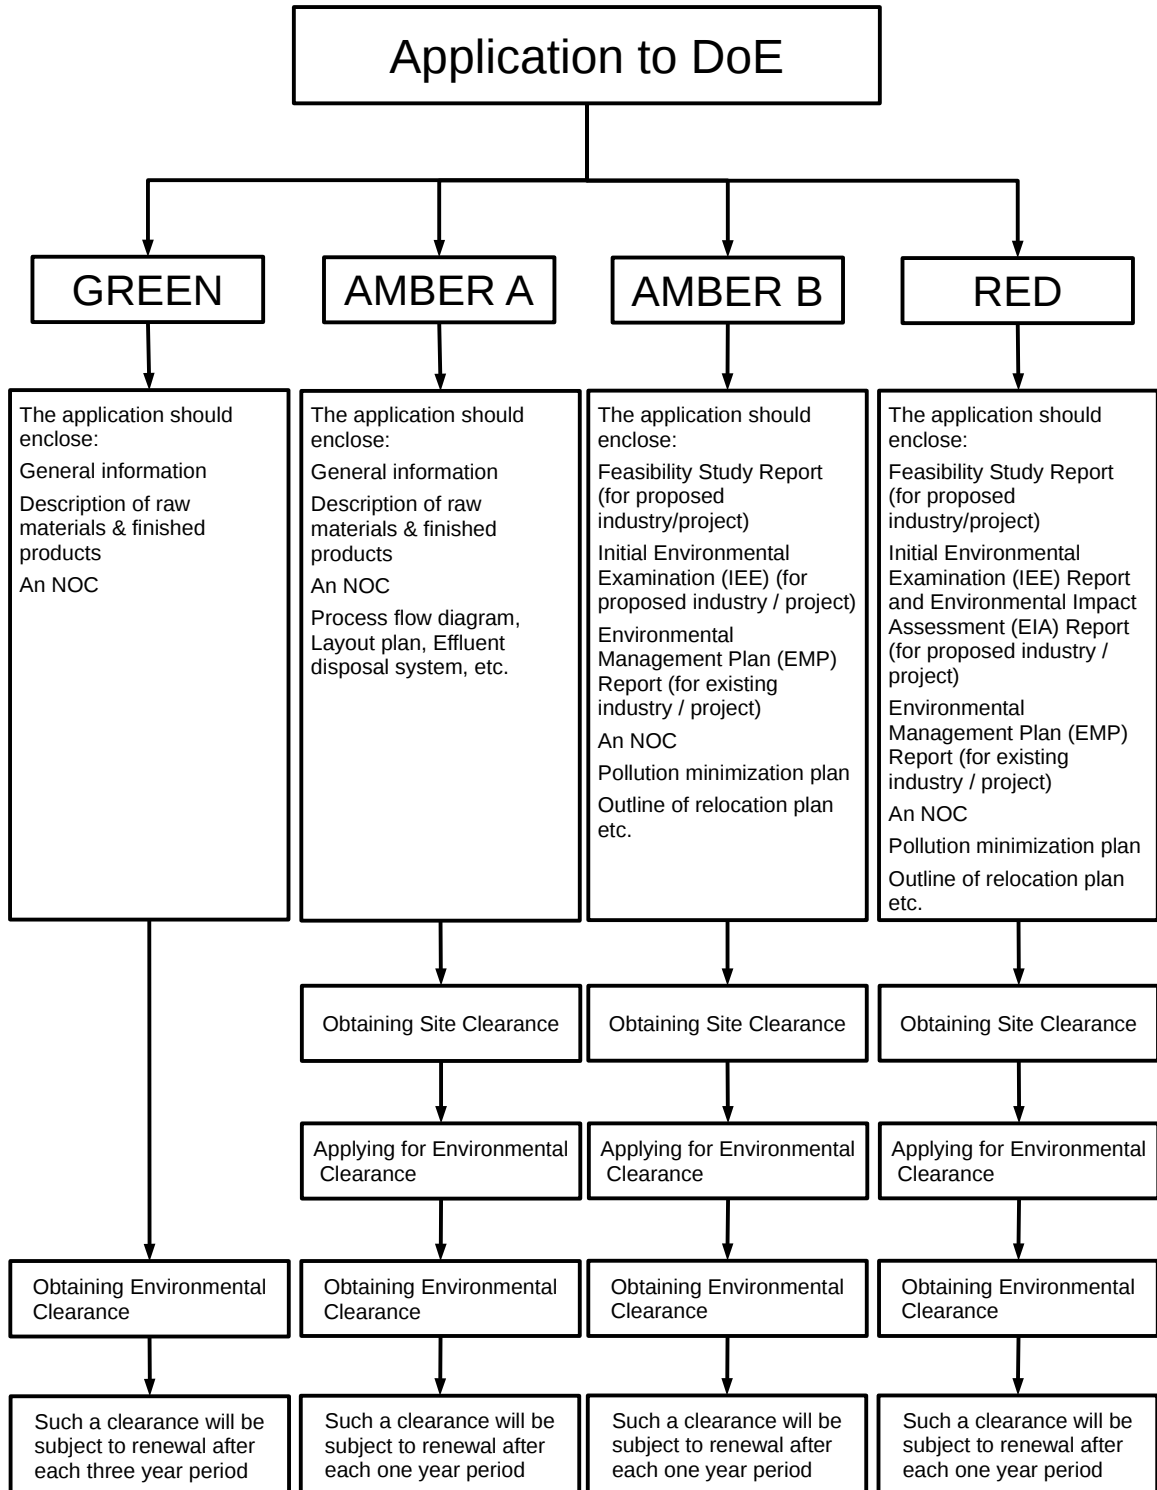 Application to DoE
GREEN
AMBER A
AMBER B
RED
The application should
enclose:
General information
Description of raw
materials & finished
products
An NOC
The application should
enclose:
General information
Description of raw
materials & finished
products
An NOC
Process flow diagram,
Layout plan, Effluent
disposal system, etc.
The application should
enclose:
Feasibility Study Report
(for proposed
industry/project)
Initial Environmental
Examination (IEE) (for
proposed industry / project)
Environmental
Management Plan (EMP)
Report (for existing
industry / project)
An NOC
Pollution minimization plan
Outline of relocation plan
etc.
The application should
enclose:
Feasibility Study Report
(for proposed
industry/project)
Initial Environmental
Examination (IEE) Report
and Environmental Impact
Assessment (EIA) Report
(for proposed industry /
project)
Environmental
Management Plan (EMP)
Report (for existing
industry / project)
An NOC
Pollution minimization plan
Outline of relocation plan
etc.
Obtaining Site Clearance
Obtaining Site Clearance
Obtaining Site Clearance
Applying for Environmental
Clearance
Applying for Environmental
Clearance
Applying for Environmental
Clearance
Obtaining Environmental
Clearance
Obtaining Environmental
Clearance
Obtaining Environmental
Clearance
Obtaining Environmental
Clearance
Such a clearance will be
subject to renewal after
each three year period
Such a clearance will be
subject to renewal after
each one year period
Such a clearance will be
subject to renewal after
each one year period
Such a clearance will be
subject to renewal after
each one year period